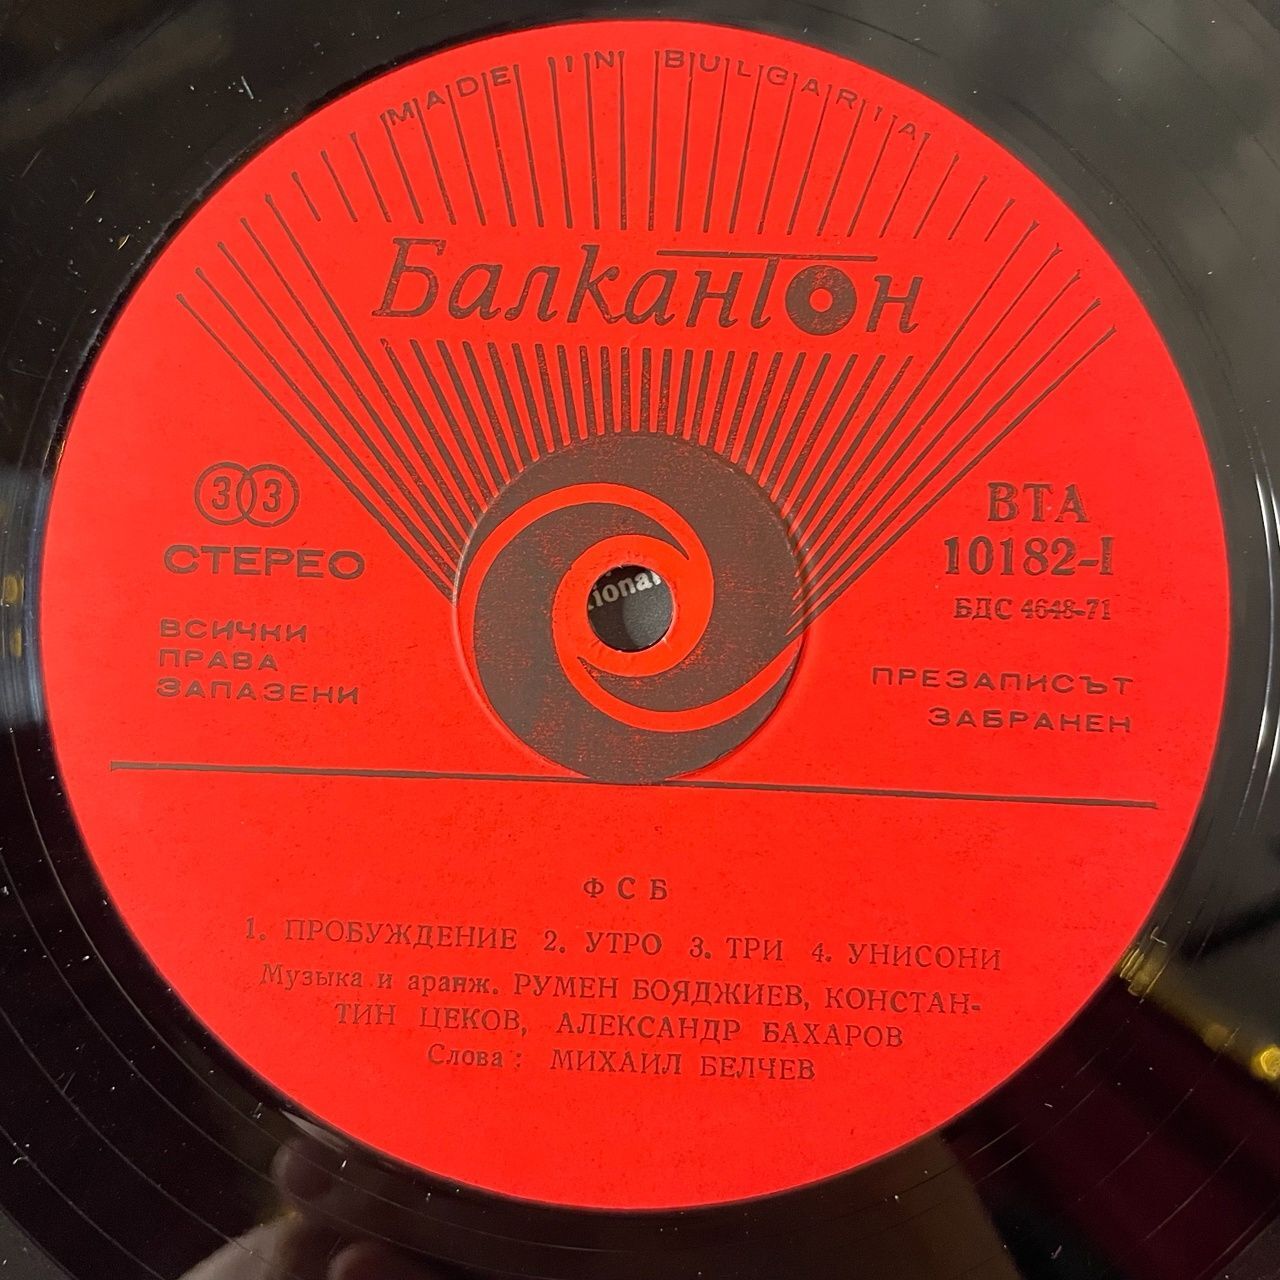 MADE IN BULGARIA
Балкантон
33
СТЕРЕО
ВСИЧКИ
ПРАВА
ЗАПАЗЕНИ
ВТА
10182-I
БДС 4648-71
ПРЕЗАПИСЪТ
ЗАБРАНЕН
tional
ФСБ
1. ПРОБУЖДЕНИЕ 2. УТРО 3. ТРИ 4. УНИСОНИ
Музыка и аранж. РУМЕН БОЯДЖИЕВ, КОНСТАН-
ТИН ЦЕКОВ, АЛЕКСАНДР БАХАРОВ
Слова: МИХАИЛ БЕЛЧЕВ